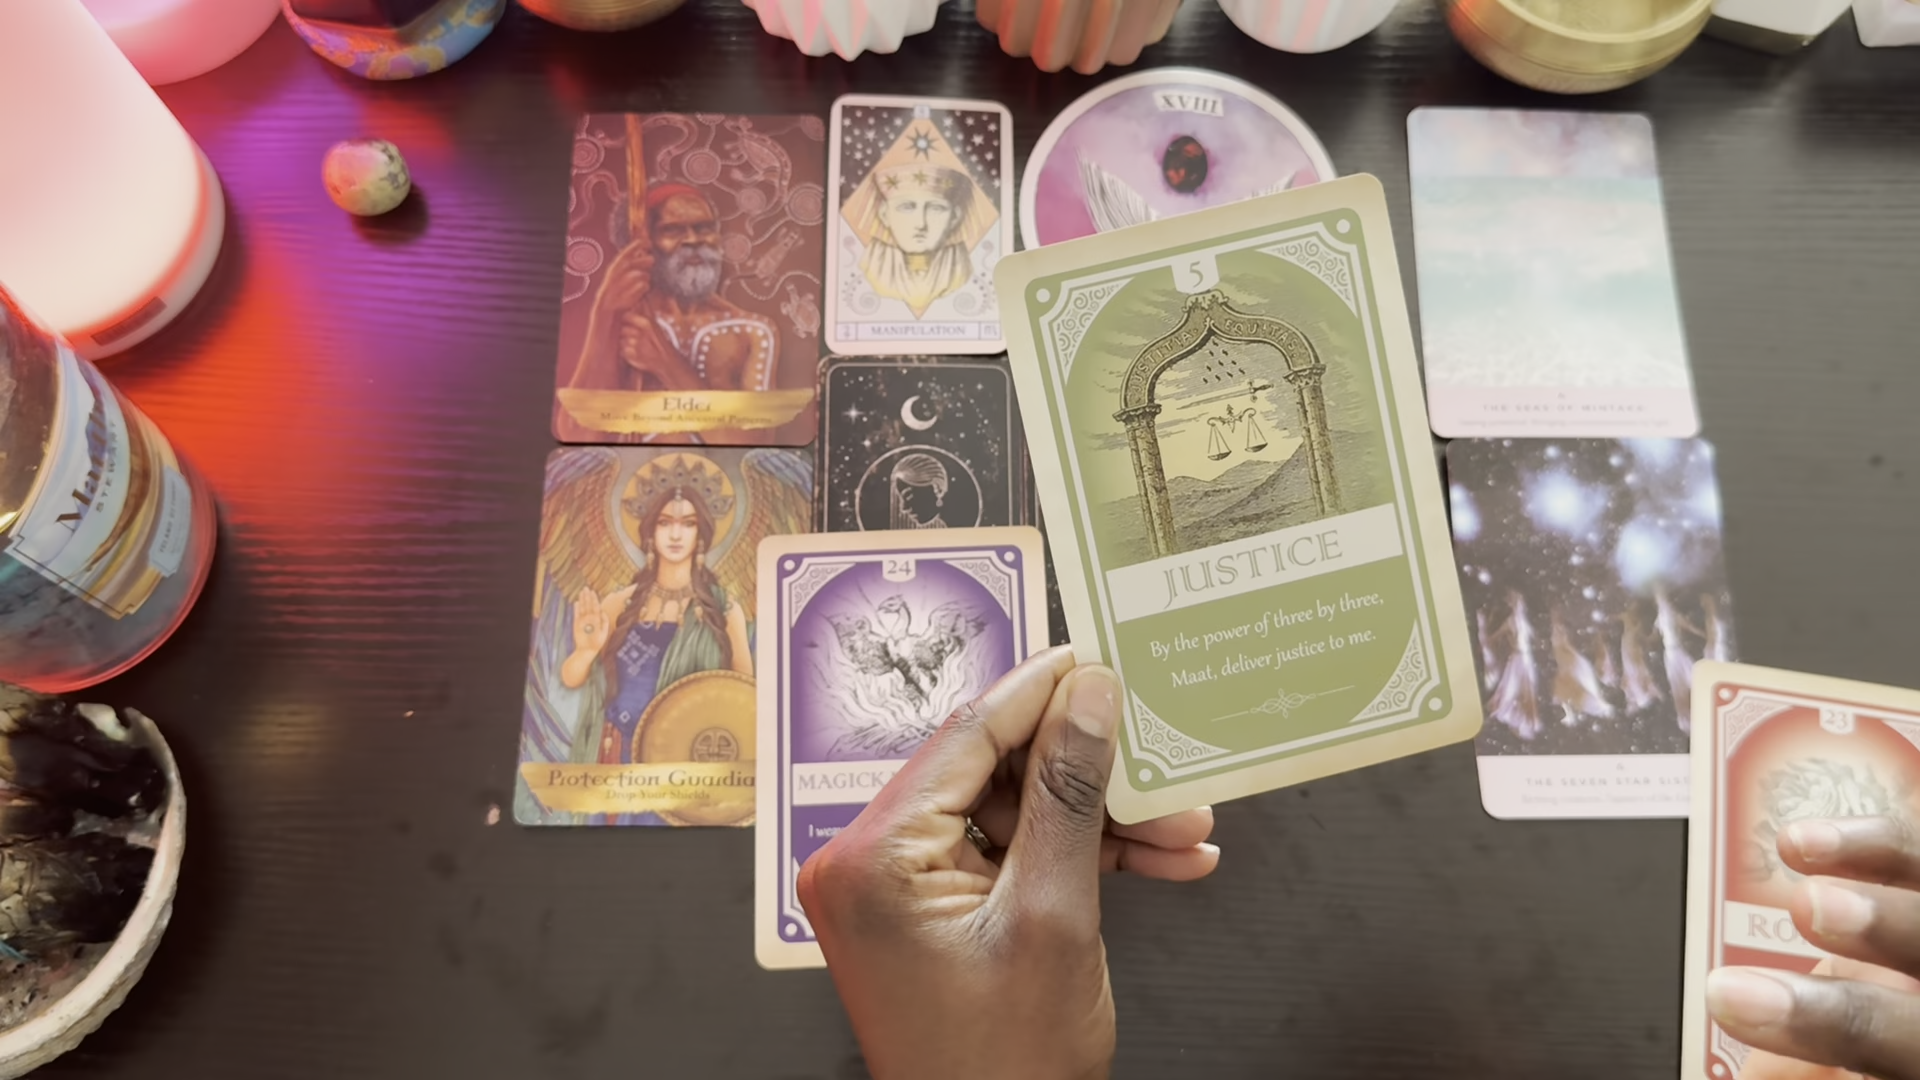 XVIII
5
JUSTITIA · EQUITAS
JUSTICE
By the power of three by three,
Maat, deliver justice to me.
Elder
Move Beyond Ancestral Patterns
MANIPULATION
THE SEAS OF MINTAKA
Protection Guardia
Drop Your Shields
24
MAGICK
I
THE SEVEN STAR SIST
23
RO
STEWART